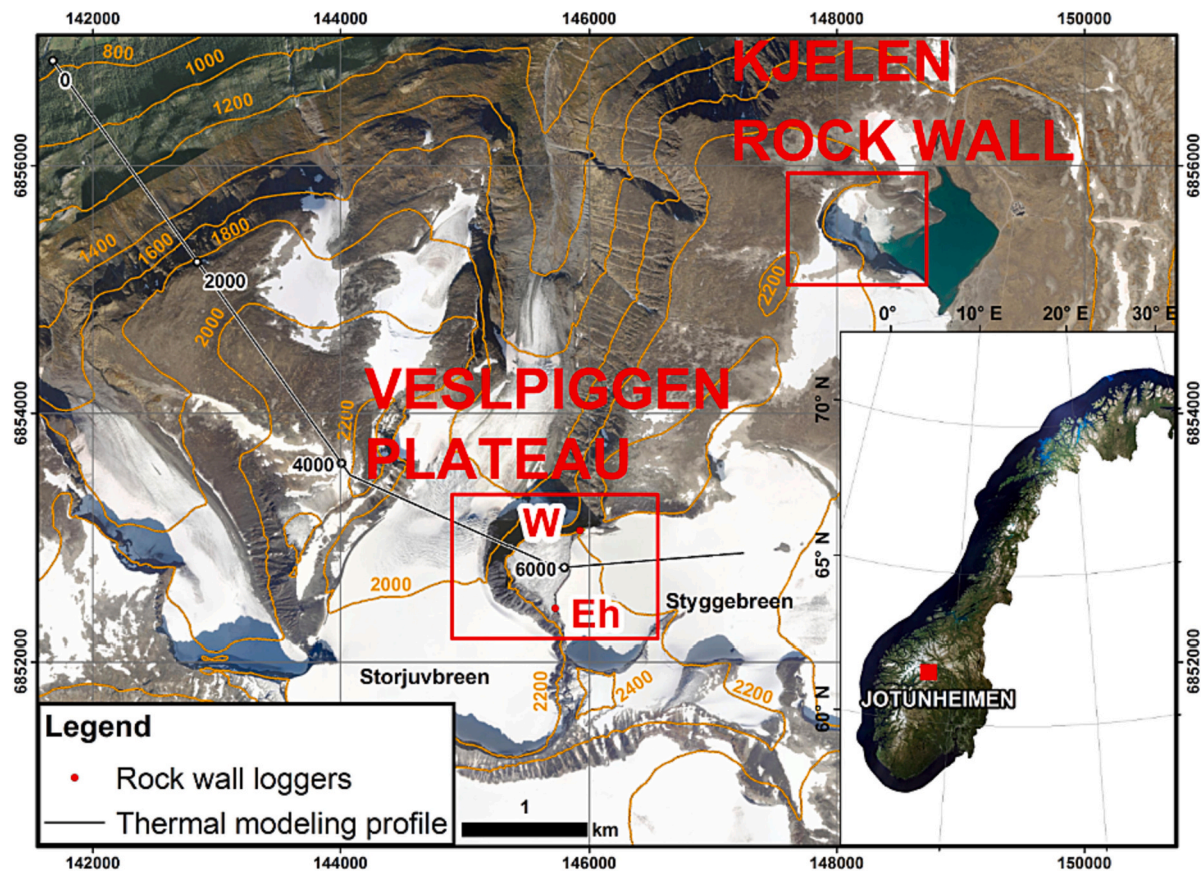 142000 144000 146000 148000 150000
KJELEN
ROCK WALL
0
800
1000
1200
6856000
6856000
1400
1600
1800
2000
2000
2200
0° 10° E 20° E 30° E
VESLPIGGEN
PLATEAU
2200
70° N
6854000
6854000
4000
W
6000
65° N
2000
Eh
Styggebreen
6852000
6852000
Storjuvbreen
2200
2400
2200
60° N
JOTUNHEIMEN
Legend
Rock wall loggers
Thermal modeling profile
1
km
142000 144000 146000 148000 150000